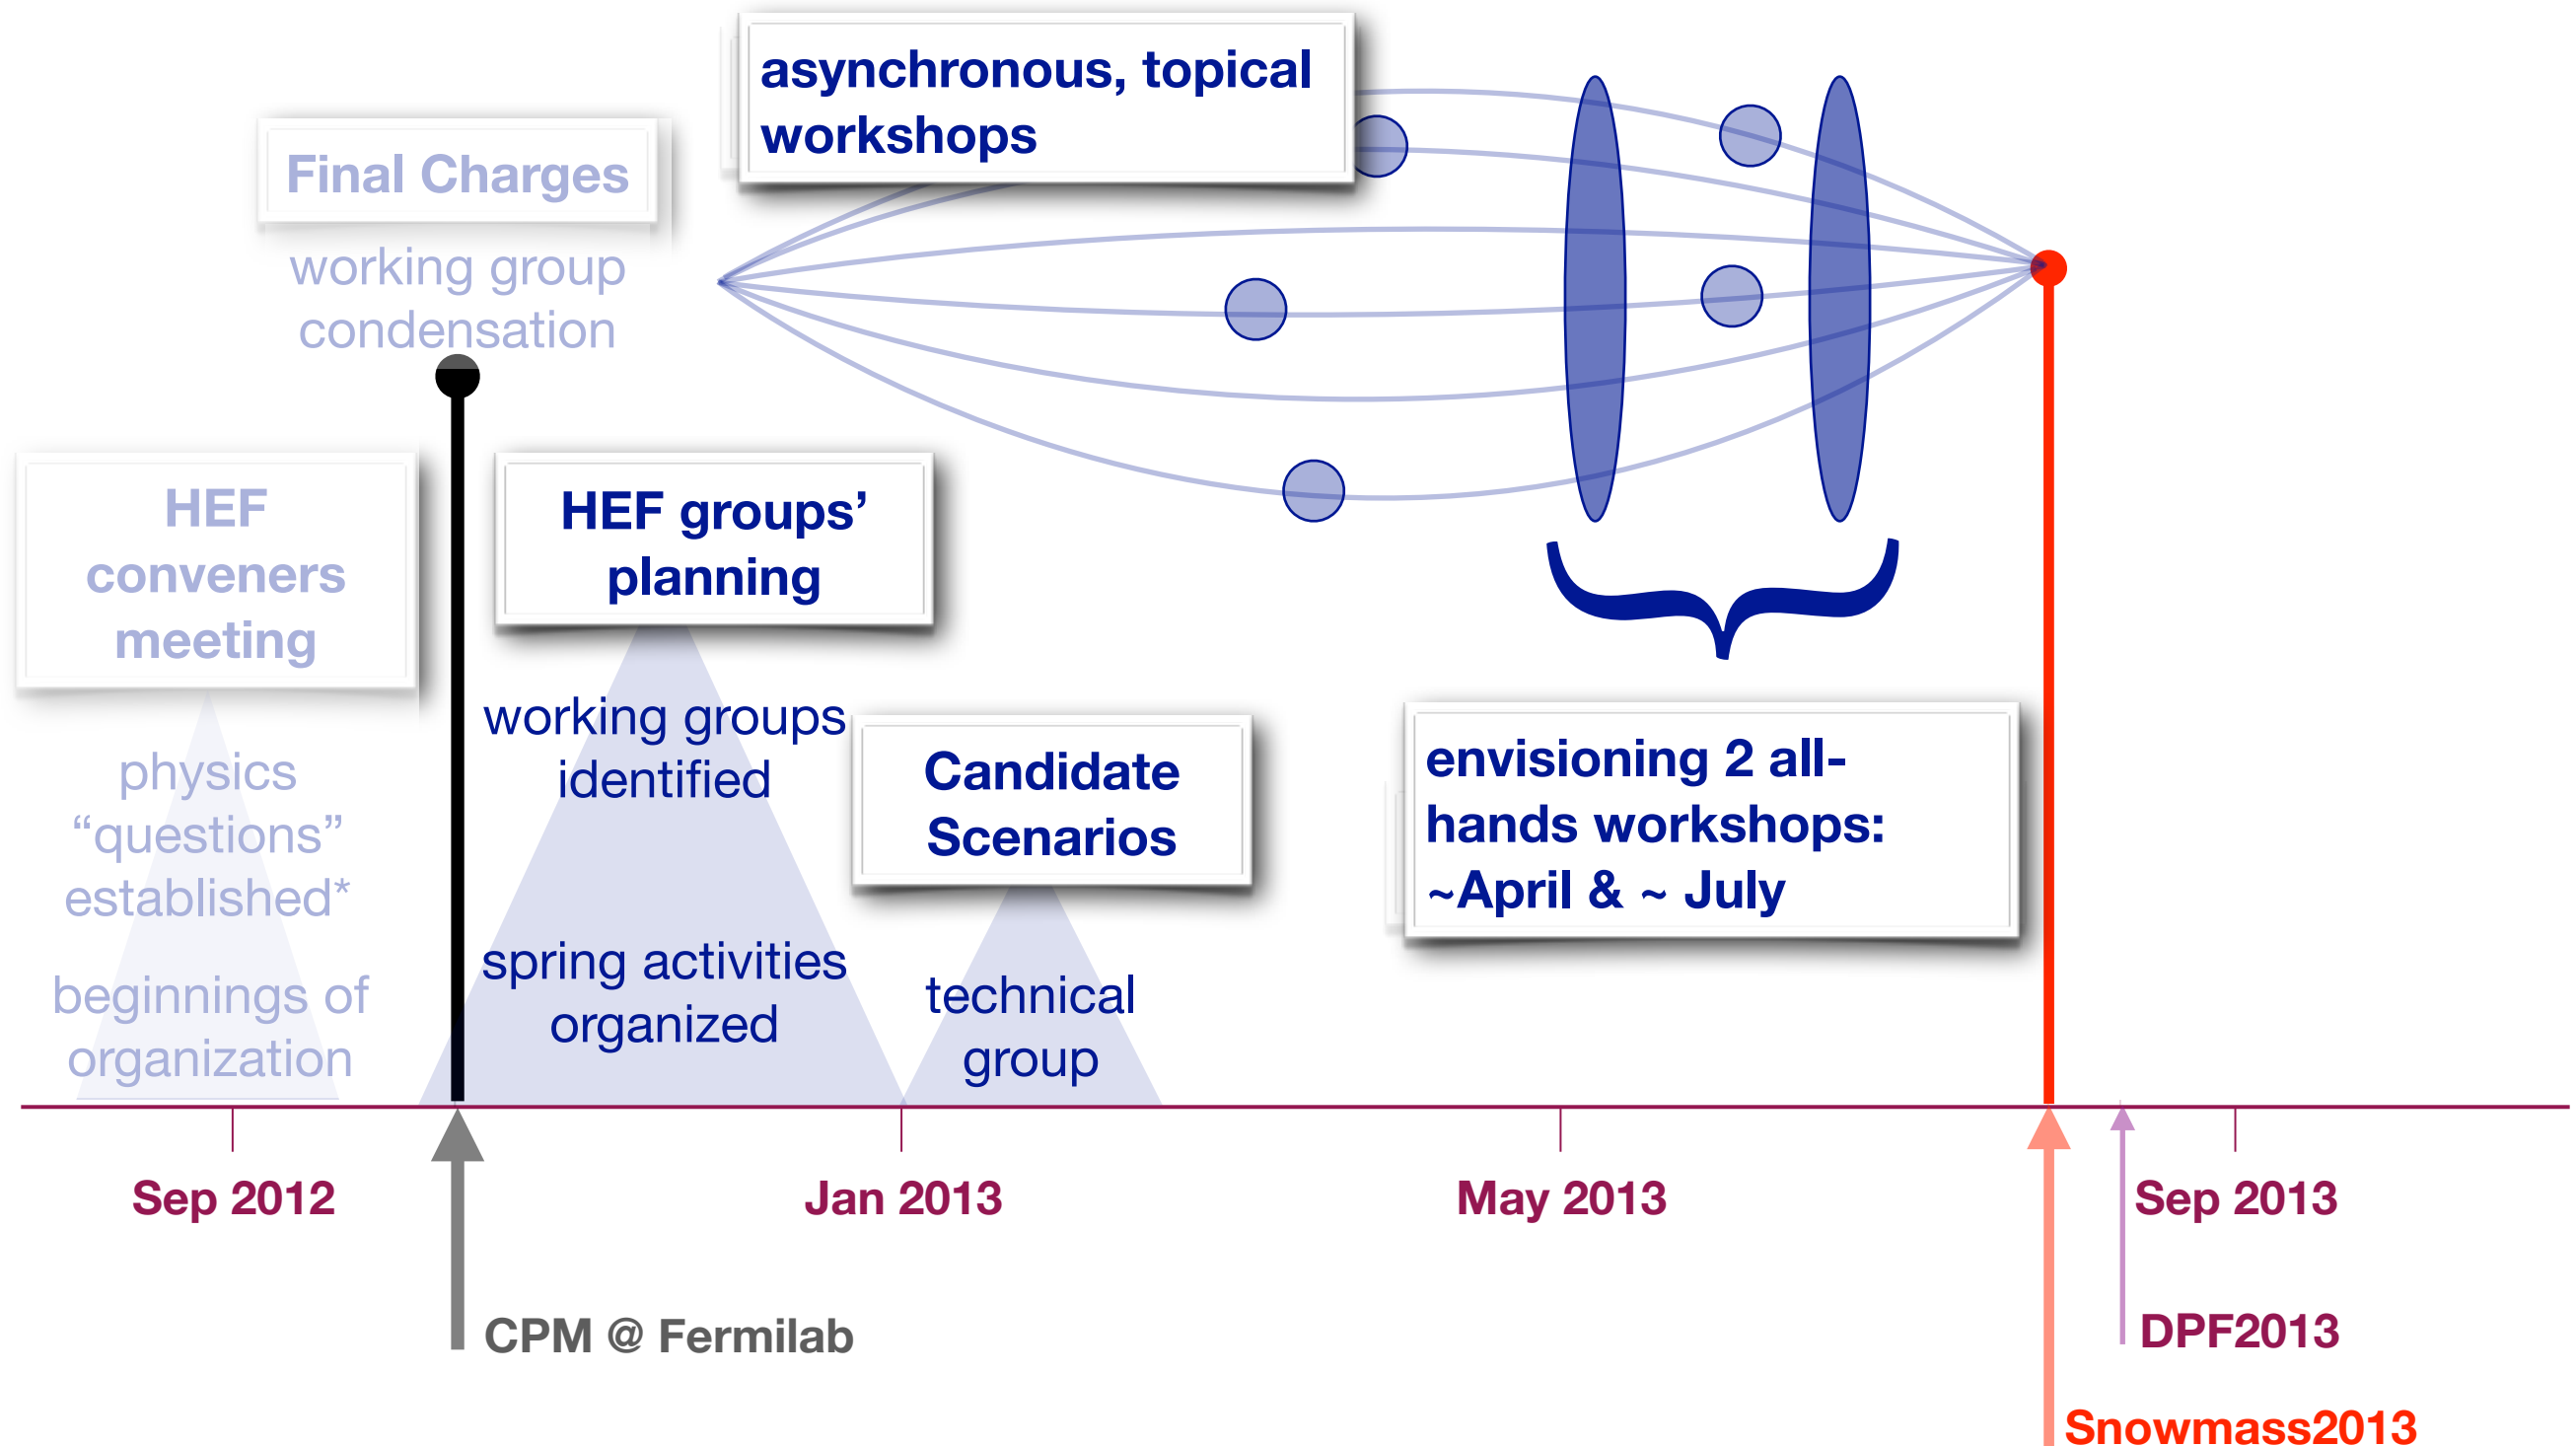 asynchronous, topical
workshops
Final Charges
working group
condensation
HEF
conveners
meeting
HEF groups’
planning
physics
“questions”
established*
beginnings of
organization
working groups
identified
spring activities
organized
Candidate
Scenarios
technical
group
envisioning 2 all-
hands workshops:
~April & ~ July
Sep 2012
Jan 2013
May 2013
Sep 2013
CPM @ Fermilab
DPF2013
Snowmass2013